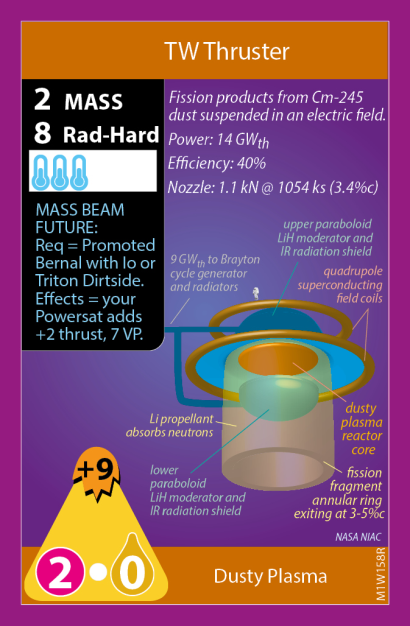 TW Thruster
2 MASS
8 Rad-Hard
Fission products from Cm-245
dust suspended in an electric field.
Power: 14 GWth
Efficiency: 40%
Nozzle: 1.1 kN @ 1054 ks (3.4%c)
MASS BEAM
FUTURE:
Req = Promoted
Bernal with Io or
Triton Dirtside.
Effects = your
Powersat adds
+2 thrust, 7 VP.
upper paraboloid
LiH moderator and
IR radiation shield
9 GWth to Brayton
cycle generator
and radiators
quadrupole
superconducting
field coils
Li propellant
absorbs neutrons
dusty
plasma
reactor
core
lower
paraboloid
LiH moderator and
IR radiation shield
fission
fragment
annular ring
exiting at 3-5%c
NASA NIAC
+9
2 • 0
Dusty Plasma
M1W158R